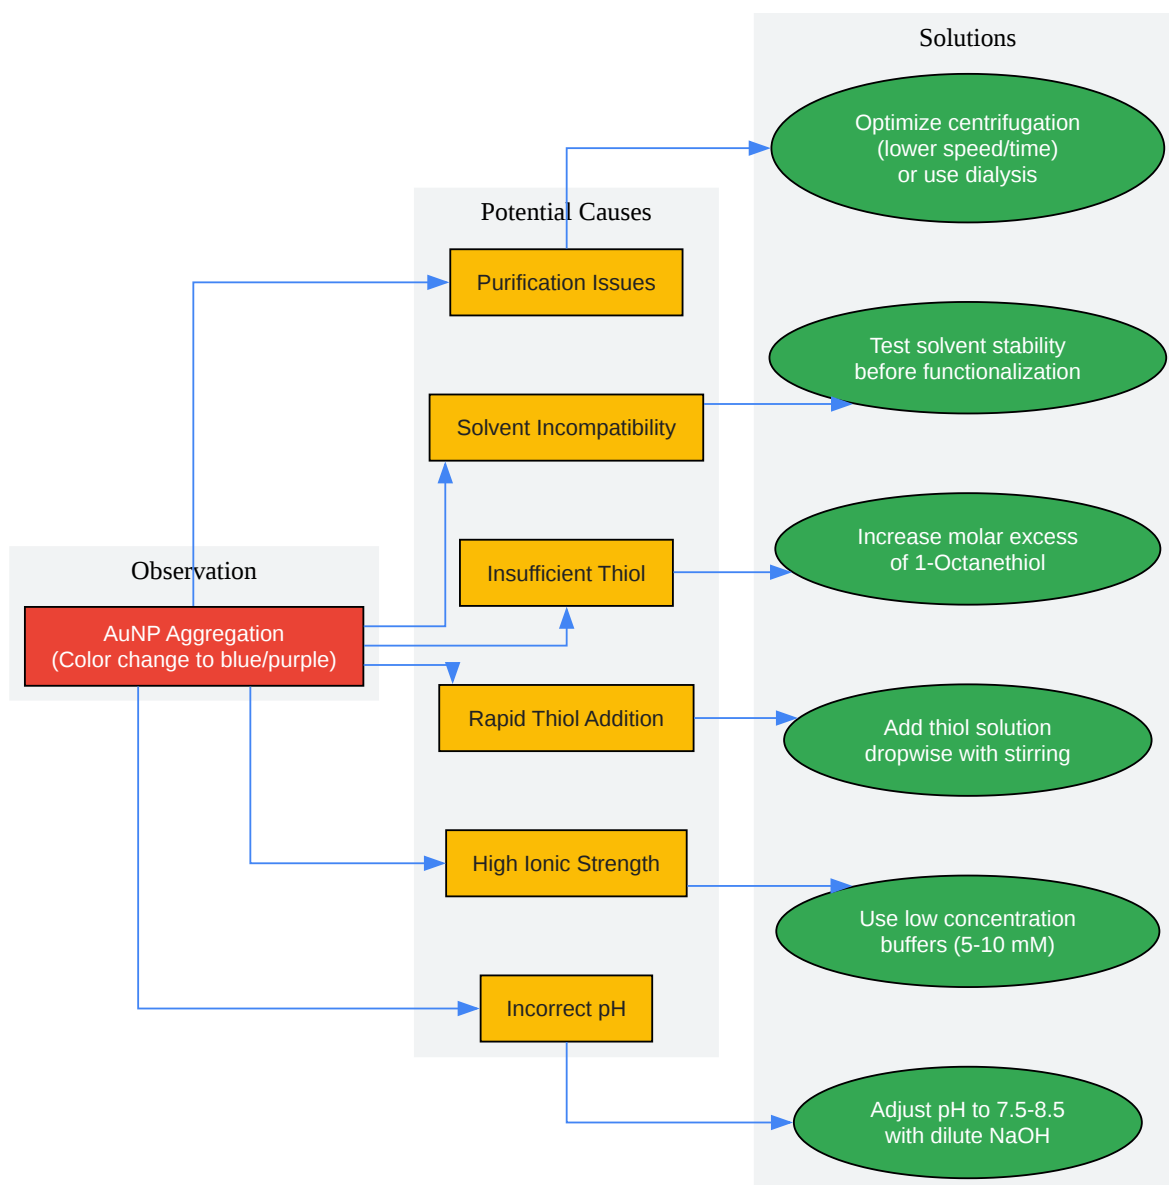 Solutions
Optimize centrifugation
(lower speed/time)
or use dialysis
Potential Causes
Purification Issues
Test solvent stability
before functionalization
Solvent Incompatibility
Increase molar excess
of 1-Octanethiol
Insufficient Thiol
Observation
AuNP Aggregation
(Color change to blue/purple)
Rapid Thiol Addition
Add thiol solution
dropwise with stirring
High Ionic Strength
Use low concentration
buffers (5-10 mM)
Incorrect pH
Adjust pH to 7.5-8.5
with dilute NaOH